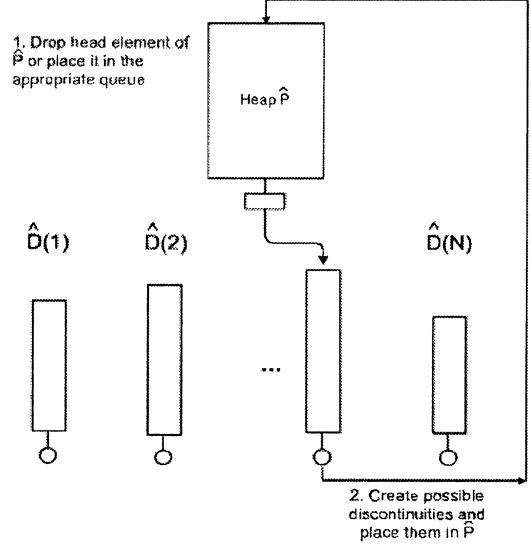 1. Drop head element of
P̂ or place it in the
appropriate queue
Heap P̂
D̂(1)
D̂(2)
D̂(N)
...
2. Create possible
discontinuities and
place them in P̂